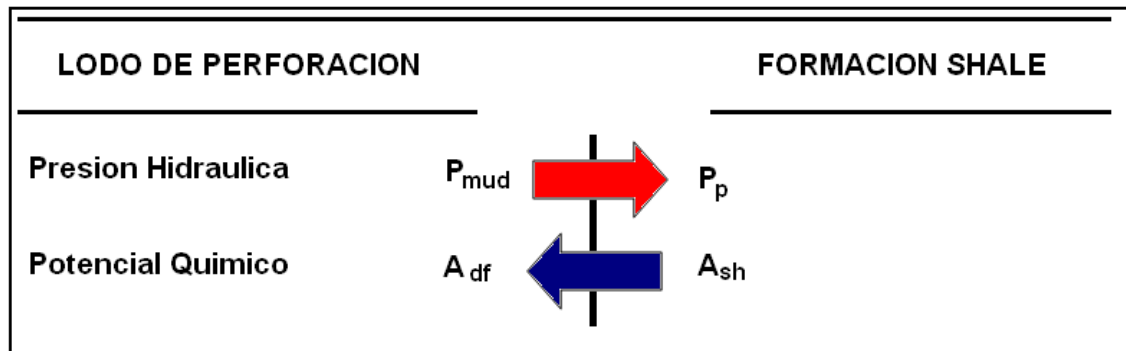 LODO DE PERFORACION FORMACION SHALE
Presion Hidraulica Pmud Pp
Potencial Quimico A df Ash